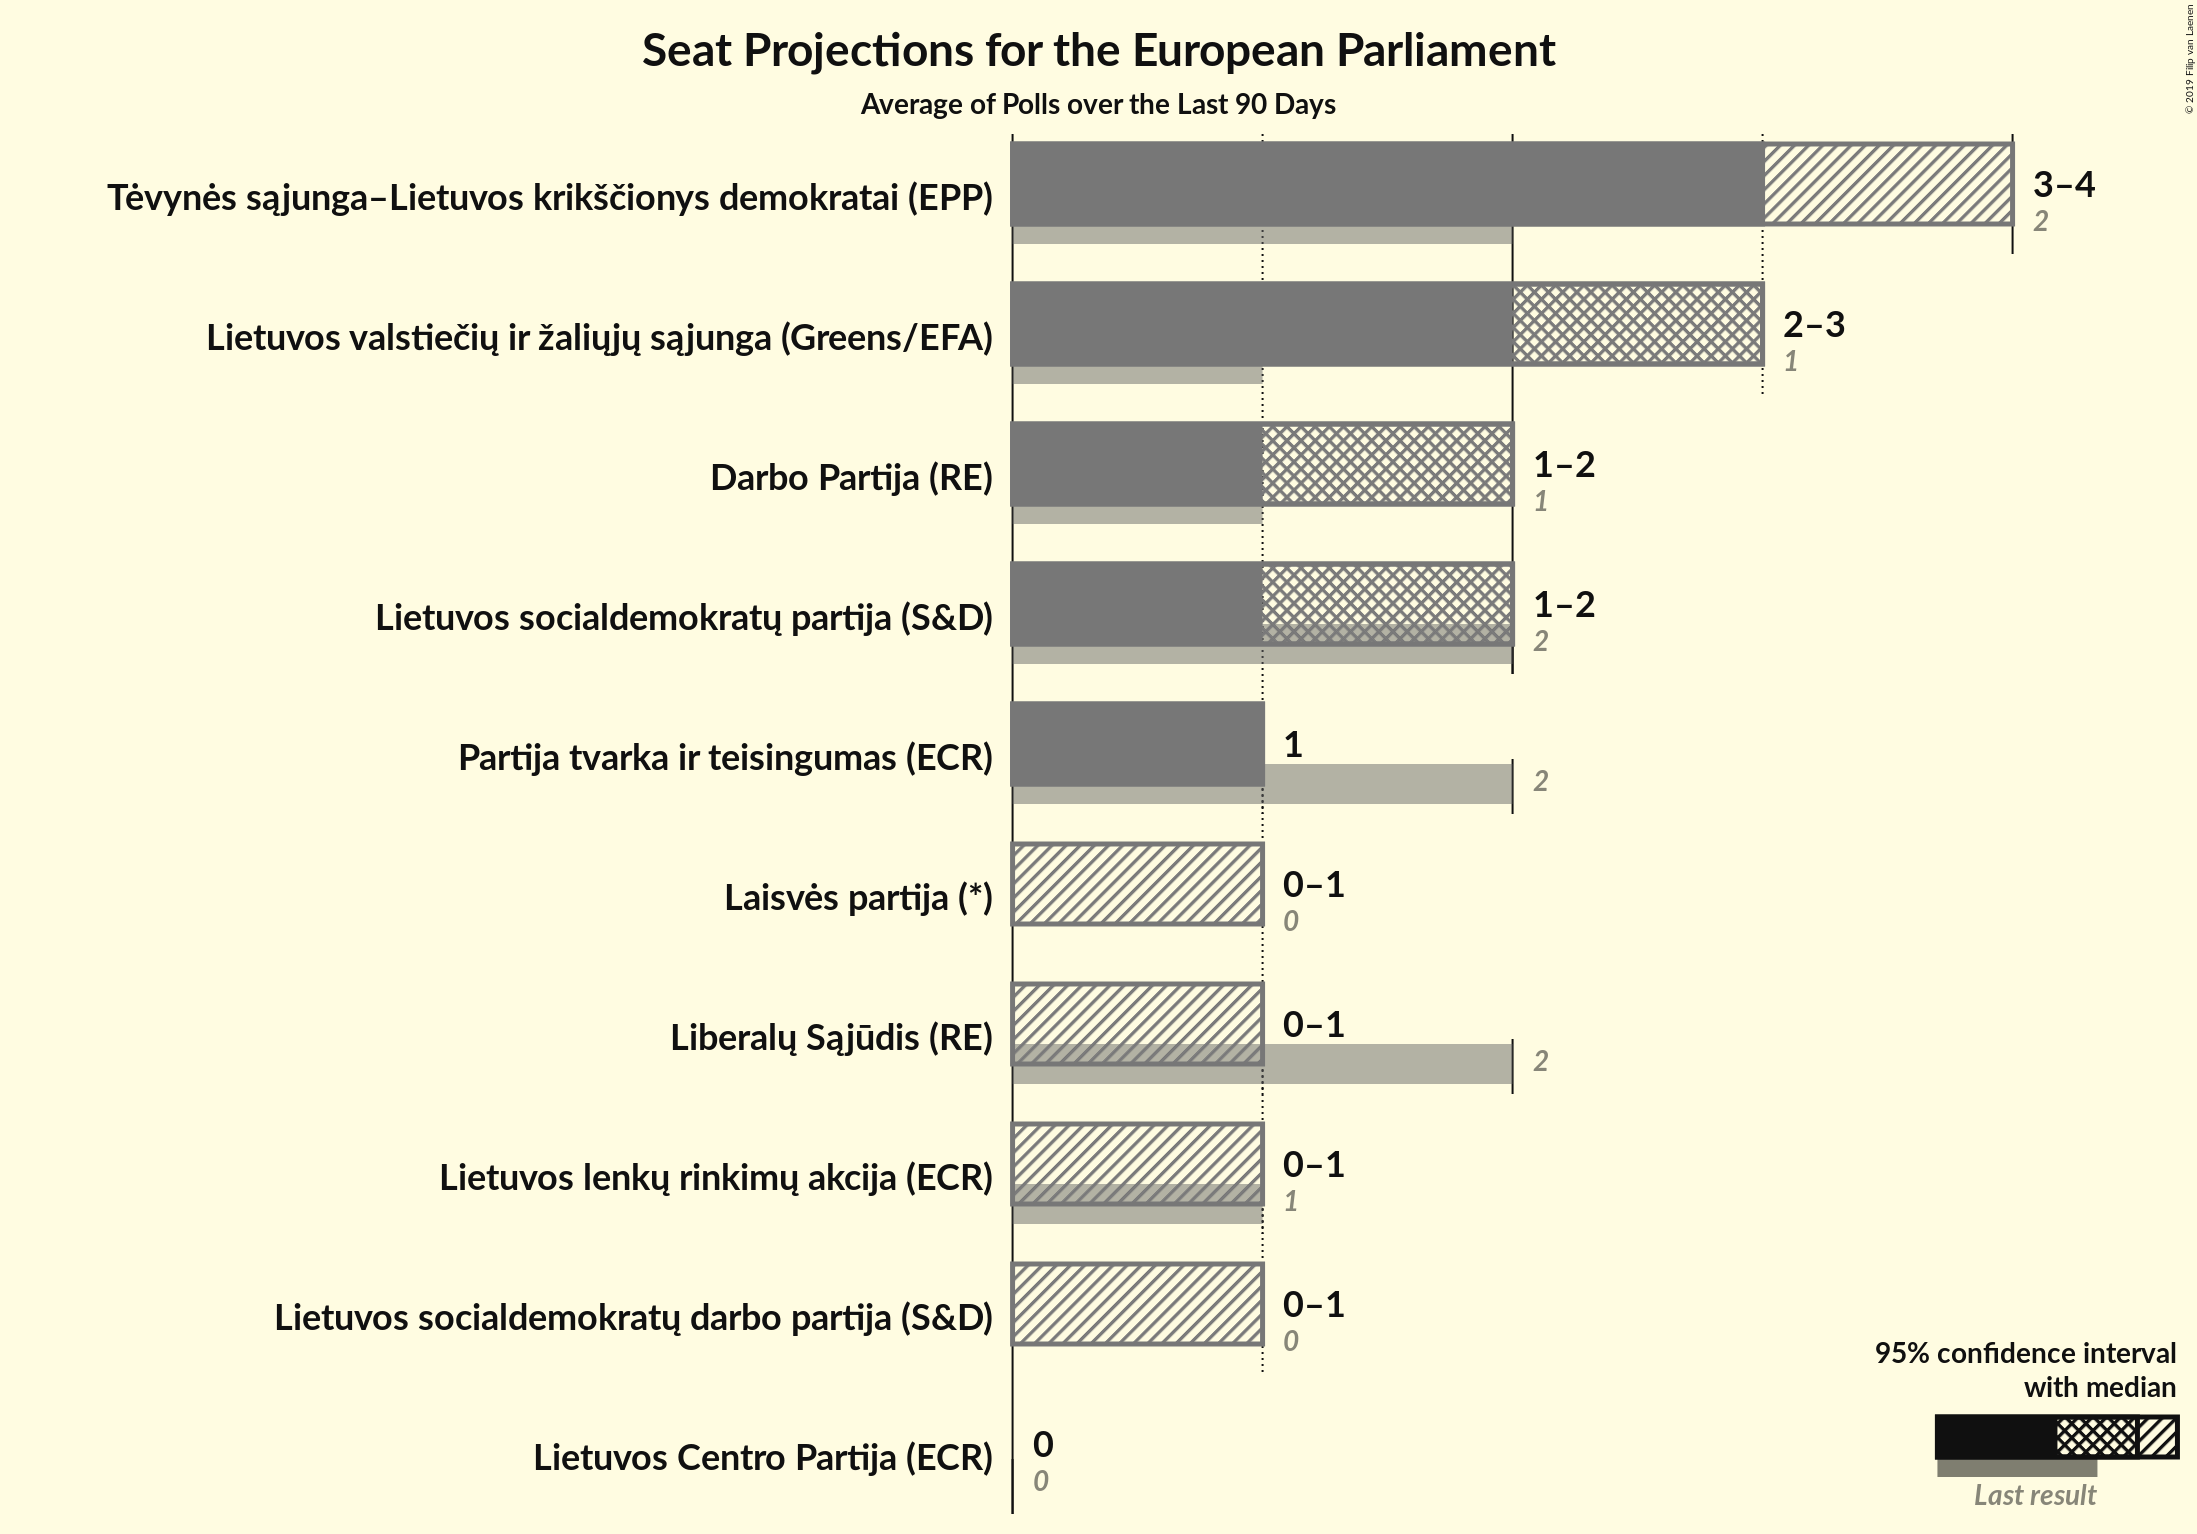 Seat Projections for the European Parliament
Average of Polls over the Last 90 Days
© 2019 Filip van Laenen
Tėvynės sąjunga–Lietuvos krikščionys demokratai (EPP)
3–4
2
Lietuvos valstiečių ir žaliųjų sąjunga (Greens/EFA)
2–3
1
Darbo Partija (RE)
1–2
1
Lietuvos socialdemokratų partija (S&D)
1–2
2
Partija tvarka ir teisingumas (ECR)
1
2
Laisvės partija (*)
0–1
0
Liberalų Sąjūdis (RE)
0–1
2
Lietuvos lenkų rinkimų akcija (ECR)
0–1
1
Lietuvos socialdemokratų darbo partija (S&D)
0–1
0
Lietuvos Centro Partija (ECR)
0
0
95% confidence interval
with median
Last result